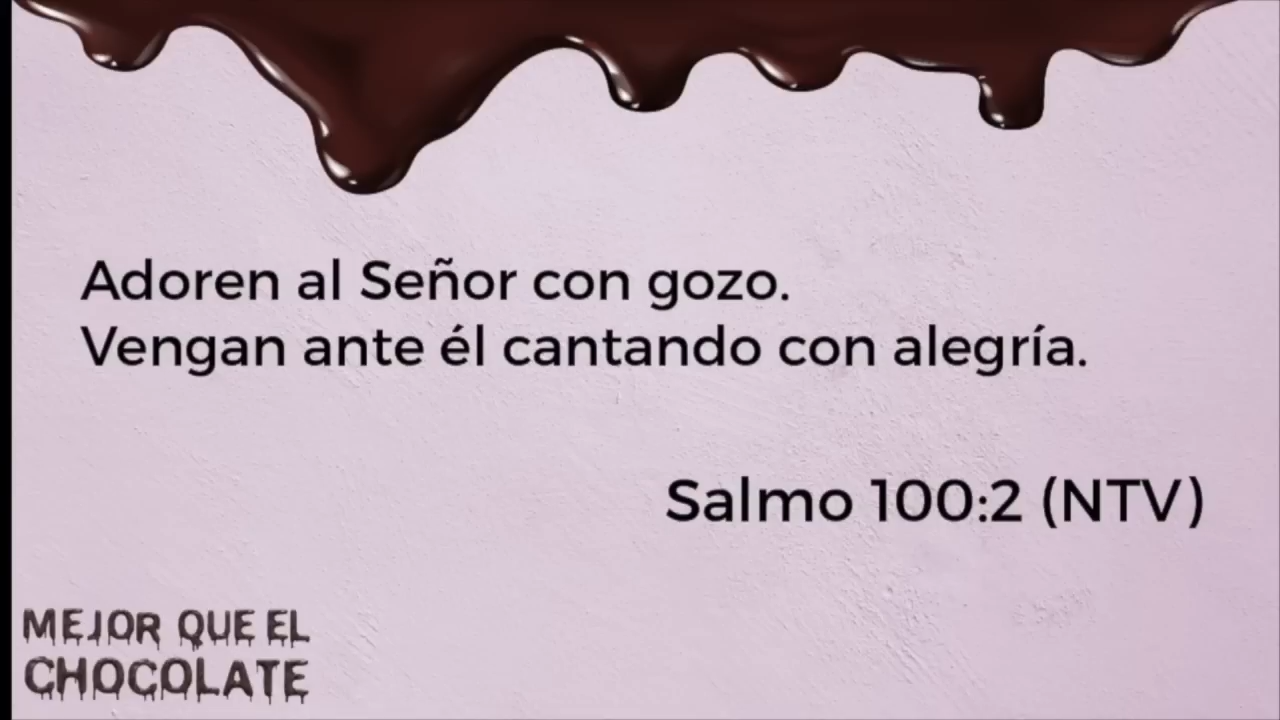 Adoren al Señor con gozo.
Vengan ante él cantando con alegría.
Salmo 100:2 (NTV)
MEJOR QUE EL
CHOCOLATE